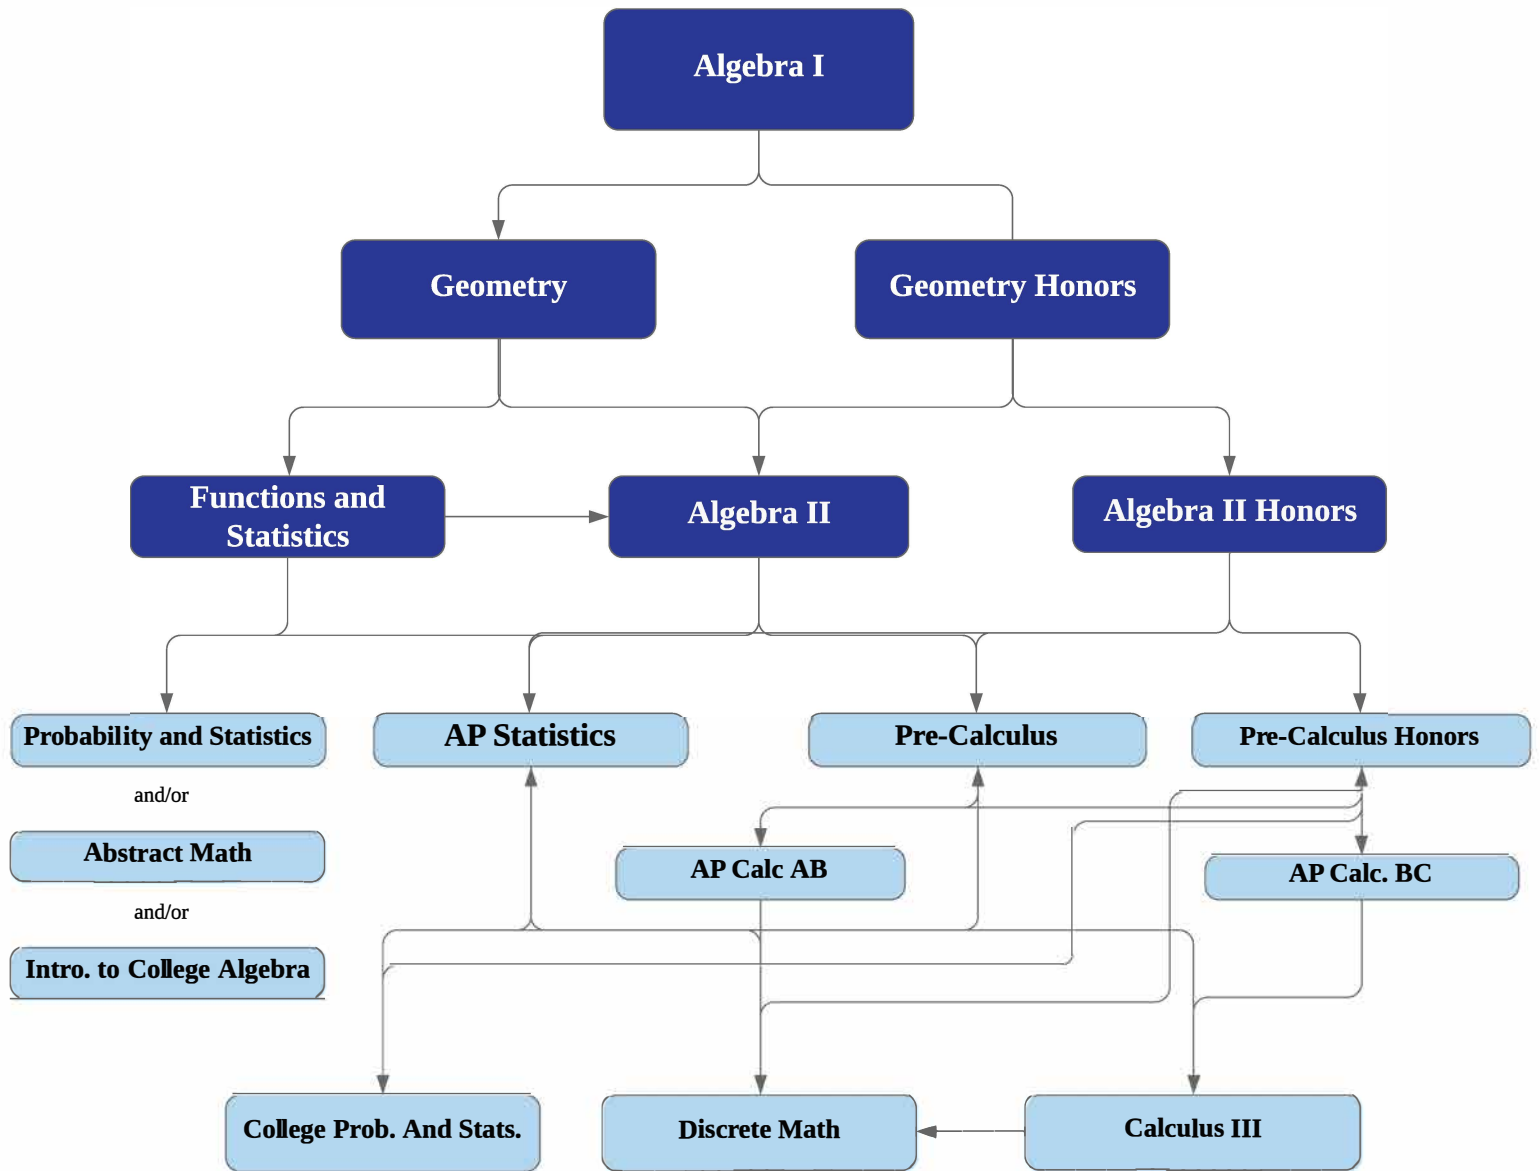 Algebra I
Geometry
Geometry Honors
Functions and
Statistics
Algebra II
Algebra II Honors
Probability and Statistics
AP Statistics
Pre-Calculus
Pre-Calculus Honors
and/or
Abstract Math
AP Calc AB
AP Calc. BC
and/or
Intro. to College Algebra
College Prob. And Stats.
Discrete Math
Calculus III